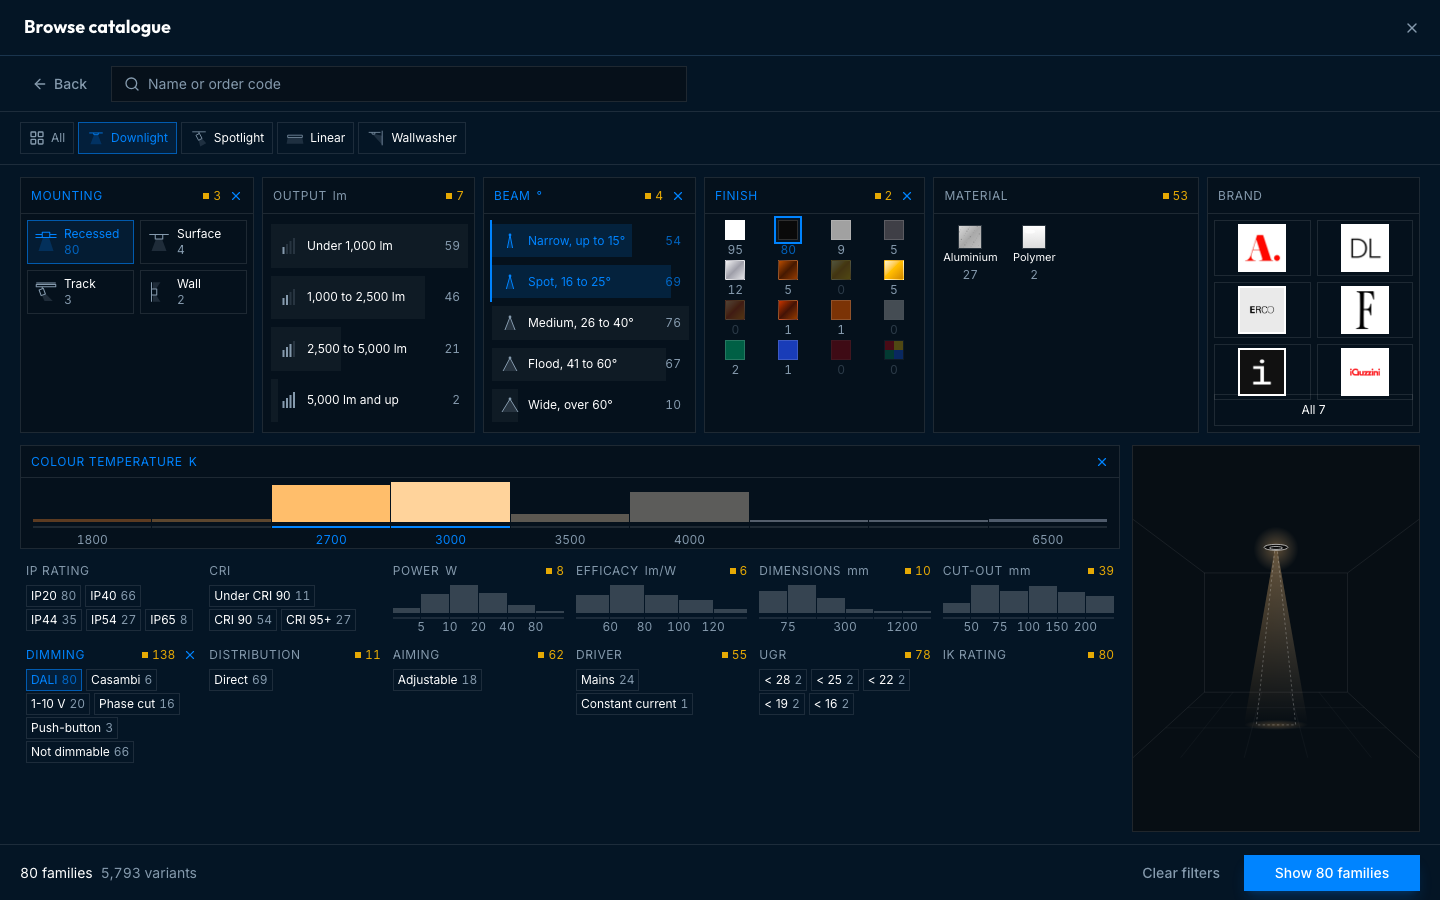 Browse catalogue
Back
Name or order code
All
Downlight
Spotlight
Linear
Wallwasher
MOUNTING 3
Recessed
80
Surface
4
Track
3
Wall
2
OUTPUT lm 7
Under 1,000 lm 59
1,000 to 2,500 lm 46
2,500 to 5,000 lm 21
5,000 lm and up 2
BEAM ° 4
Narrow, up to 15° 54
Spot, 16 to 25° 69
Medium, 26 to 40° 76
Flood, 41 to 60° 67
Wide, over 60° 10
FINISH 2
95 80 9 5
12 5 0 5
0 1 1 0
2 1 0 0
MATERIAL 53
Aluminium
27
Polymer
2
BRAND
A.
DL
ERCO
F
i
iGuzzini
All 7
COLOUR TEMPERATURE K
1800 2700 3000 3500 4000 6500
IP RATING
IP20 80 IP40 66
IP44 35 IP54 27 IP65 8
CRI
Under CRI 90 11
CRI 90 54 CRI 95+ 27
POWER W 8
5 10 20 40 80
EFFICACY lm/W 6
60 80 100 120
DIMENSIONS mm 10
75 300 1200
CUT-OUT mm 39
50 75 100 150 200
DIMMING 138
DALI 80 Casambi 6
1-10 V 20 Phase cut 16
Push-button 3
Not dimmable 66
DISTRIBUTION 11
Direct 69
AIMING 62
Adjustable 18
DRIVER 55
Mains 24
Constant current 1
UGR 78
< 28 2 < 25 2 < 22 2
< 19 2 < 16 2
IK RATING 80
80 families 5,793 variants
Clear filters
Show 80 families